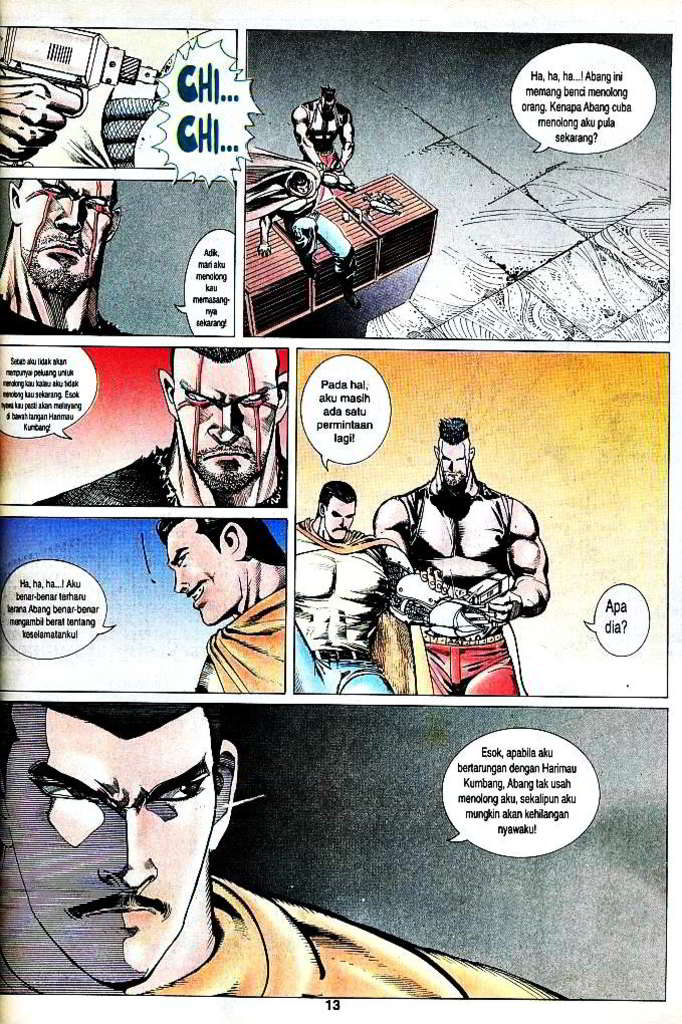 CHI...
CHI...
Adik,
mari aku
menolong
kau
memasang-
nya
sekarang!
Ha, ha, ha...! Abang ini
memang benci menolong
orang. Kenapa Abang cuba
menolong aku pula
sekarang?
Sebab aku tidak akan
mempunyai peluang untuk
menolong kau kalau aku tidak
menolong kau sekarang. Esok
nyawa kau pasti akan melayang
di bawah tangan Harimau
Kumbang!
Ha, ha, ha...! Aku
benar-benar terharu
kerana Abang benar-benar
mengambil berat tentang
keselamatanku!
Pada hal,
aku masih
ada satu
permintaan
lagi!
Apa
dia?
Esok, apabila aku
bertarungan dengan Harimau
Kumbang, Abang tak usah
menolong aku, sekalipun aku
mungkin akan kehilangan
nyawaku!
13